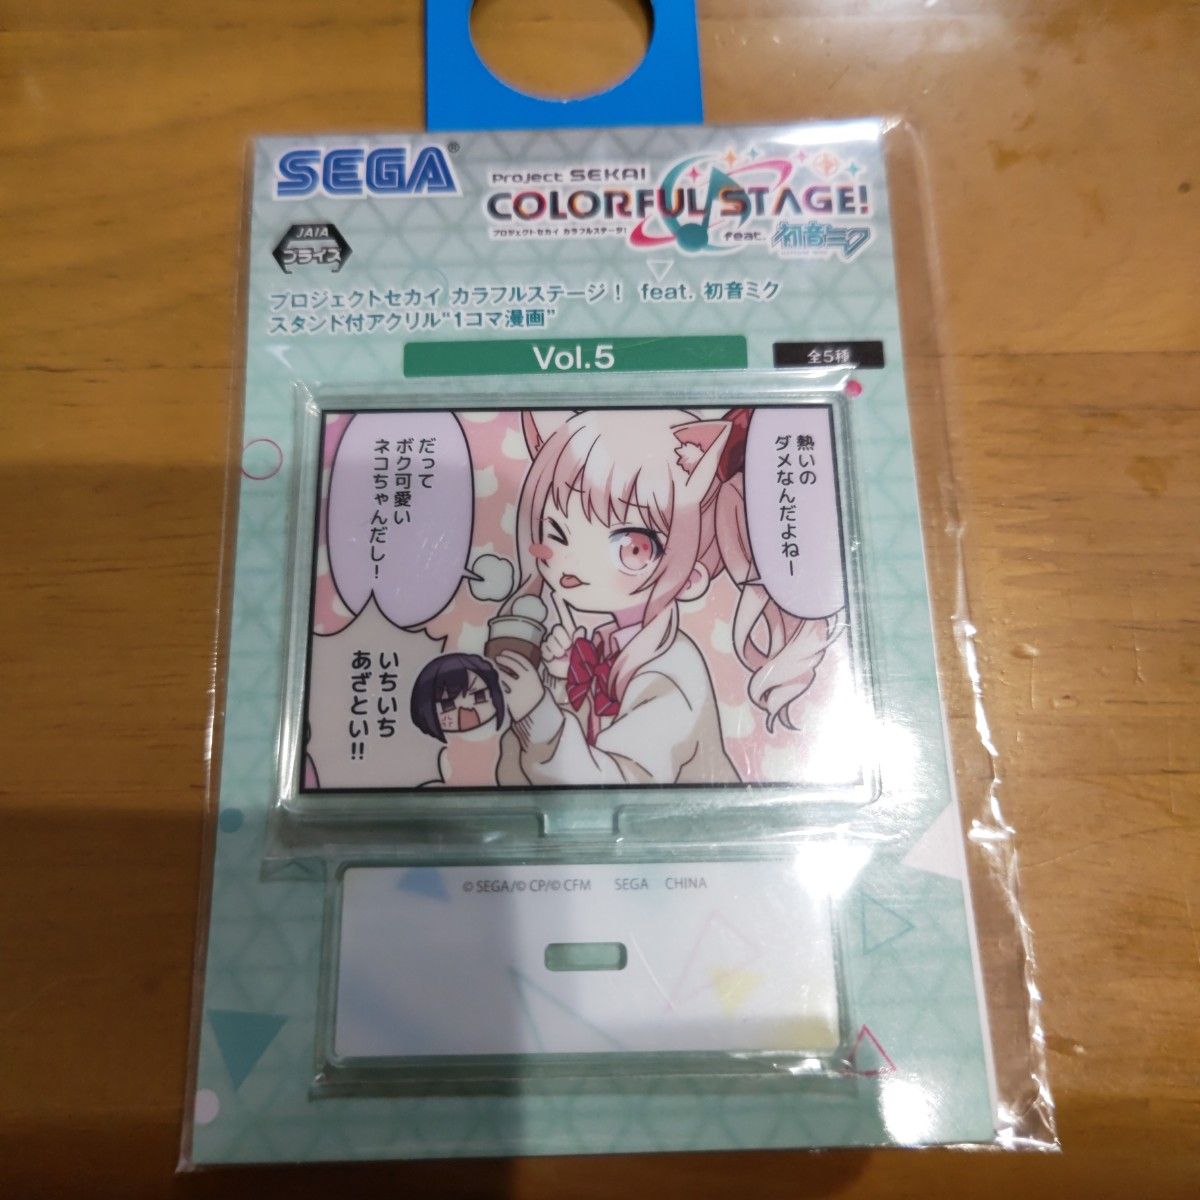 SEGA®
Project SEKAI
COLORFUL STAGE!
プロジェクトセカイ カラフルステージ!
feat. 初音ミク
JAIA
プライズ
プロジェクトセカイ カラフルステージ! feat. 初音ミク
スタンド付アクリル“1コマ漫画”
Vol.5
全5種
熱いの
ダメなんだよねー
だって
ボク可愛い
ネコちゃんだし!
いちいち
あざとい!!
© SEGA/© CP/© CFM SEGA CHINA